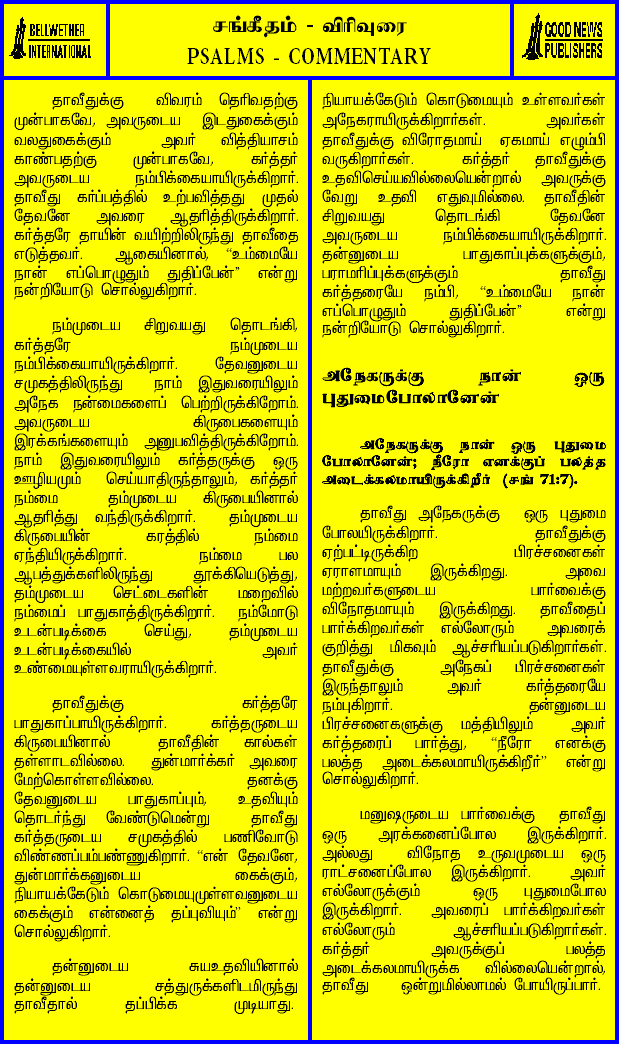 BELLWETHER
INTERNATIONAL
சங்கீதம் - விரிவுரை
PSALMS - COMMENTARY
GOOD NEWS
PUBLISHERS
தாவீதுக்கு விவரம் தெரிவதற்கு
முன்பாகவே, அவருடைய இடதுகைக்கும்
வலதுகைக்கும் அவர் வித்தியாசம்
காண்பதற்கு முன்பாகவே, கர்த்தர்
அவருடைய நம்பிக்கையாயிருக்கிறார்.
தாவீது கர்ப்பத்தில் உற்பவித்தது முதல்
தேவனே அவரை ஆதரித்திருக்கிறார்.
கர்த்தரே தாயின் வயிற்றிலிருந்து தாவீதை
எடுத்தவர். ஆகையினால், “உம்மையே
நான் எப்பொழுதும் துதிப்பேன்” என்று
நன்றியோடு சொல்லுகிறார்.
நம்முடைய சிறுவயது தொடங்கி,
கர்த்தரே நம்முடைய
நம்பிக்கையாயிருக்கிறார். தேவனுடைய
சமுகத்திலிருந்து நாம் இதுவரையிலும்
அநேக நன்மைகளைப் பெற்றிருக்கிறோம்.
அவருடைய கிருபைகளையும்
இரக்கங்களையும் அனுபவித்திருக்கிறோம்.
நாம் இதுவரையிலும் கர்த்தருக்கு ஒரு
ஊழியமும் செய்யாதிருந்தாலும், கர்த்தர்
நம்மை தம்முடைய கிருபையினால்
ஆதரித்து வந்திருக்கிறார். தம்முடைய
கிருபையின் கரத்தில் நம்மை
ஏந்தியிருக்கிறார். நம்மை பல
ஆபத்துக்களிலிருந்து தூக்கியெடுத்து,
தம்முடைய செட்டைகளின் மறைவில்
நம்மைப் பாதுகாத்திருக்கிறார். நம்மோடு
உடன்படிக்கை செய்து, தம்முடைய
உடன்படிக்கையில் அவர்
உண்மையுள்ளவராயிருக்கிறார்.
தாவீதுக்கு கர்த்தரே
பாதுகாப்பாயிருக்கிறார். கர்த்தருடைய
கிருபையினால் தாவீதின் கால்கள்
தள்ளாடவில்லை. துன்மார்க்கர் அவரை
மேற்கொள்ளவில்லை. தனக்கு
தேவனுடைய பாதுகாப்பும், உதவியும்
தொடர்ந்து வேண்டுமென்று தாவீது
கர்த்தருடைய சமுகத்தில் பணிவோடு
விண்ணப்பம்பண்ணுகிறார். “என் தேவனே,
துன்மார்க்கனுடைய கைக்கும்,
நியாயக்கேடும் கொடுமையுமுள்ளவனுடைய
கைக்கும் என்னைத் தப்புவியும்” என்று
சொல்லுகிறார்.
தன்னுடைய சுயஉதவியினால்
தன்னுடைய சத்துருக்களிடமிருந்து
தாவீதால் தப்பிக்க முடியாது.
நியாயக்கேடும் கொடுமையும் உள்ளவர்கள்
அநேகராயிருக்கிறார்கள். அவர்கள்
தாவீதுக்கு விரோதமாய் ஏகமாய் எழும்பி
வருகிறார்கள். கர்த்தர் தாவீதுக்கு
உதவிசெய்யவில்லையென்றால் அவருக்கு
வேறு உதவி எதுவுமில்லை. தாவீதின்
சிறுவயது தொடங்கி தேவனே
அவருடைய நம்பிக்கையாயிருக்கிறார்.
தன்னுடைய பாதுகாப்புக்களுக்கும்,
பராமரிப்புக்களுக்கும் தாவீது
கர்த்தரையே நம்பி, “உம்மையே நான்
எப்பொழுதும் துதிப்பேன்” என்று
நன்றியோடு சொல்லுகிறார்.
அநேகருக்கு நான் ஒரு
புதுமைபோலானேன்
அநேகருக்கு நான் ஒரு புதுமை
போலானேன்; நீரோ எனக்குப் பலத்த
அடைக்கலமாயிருக்கிறீர் (சங் 71:7).
தாவீது அநேகருக்கு ஒரு புதுமை
போலயிருக்கிறார். தாவீதுக்கு
ஏற்பட்டிருக்கிற பிரச்சனைகள்
ஏராளமாயும் இருக்கிறது. அவை
மற்றவர்களுடைய பார்வைக்கு
விநோதமாயும் இருக்கிறது. தாவீதைப்
பார்க்கிறவர்கள் எல்லோரும் அவரைக்
குறித்து மிகவும் ஆச்சரியப்படுகிறார்கள்.
தாவீதுக்கு அநேகப் பிரச்சனைகள்
இருந்தாலும் அவர் கர்த்தரையே
நம்புகிறார். தன்னுடைய
பிரச்சனைகளுக்கு மத்தியிலும் அவர்
கர்த்தரைப் பார்த்து, “நீரோ எனக்கு
பலத்த அடைக்கலமாயிருக்கிறீர்” என்று
சொல்லுகிறார்.
மனுஷருடைய பார்வைக்கு தாவீது
ஒரு அரக்கனைப்போல இருக்கிறார்.
அல்லது விநோத உருவமுடைய ஒரு
ராட்சனைப்போல இருக்கிறார். அவர்
எல்லோருக்கும் ஒரு புதுமைபோல
இருக்கிறார். அவரைப் பார்க்கிறவர்கள்
எல்லோரும் ஆச்சரியப்படுகிறார்கள்.
கர்த்தர் அவருக்குப் பலத்த
அடைக்கலமாயிருக்க வில்லையென்றால்,
தாவீது ஒன்றுமில்லாமல் போயிருப்பார்.